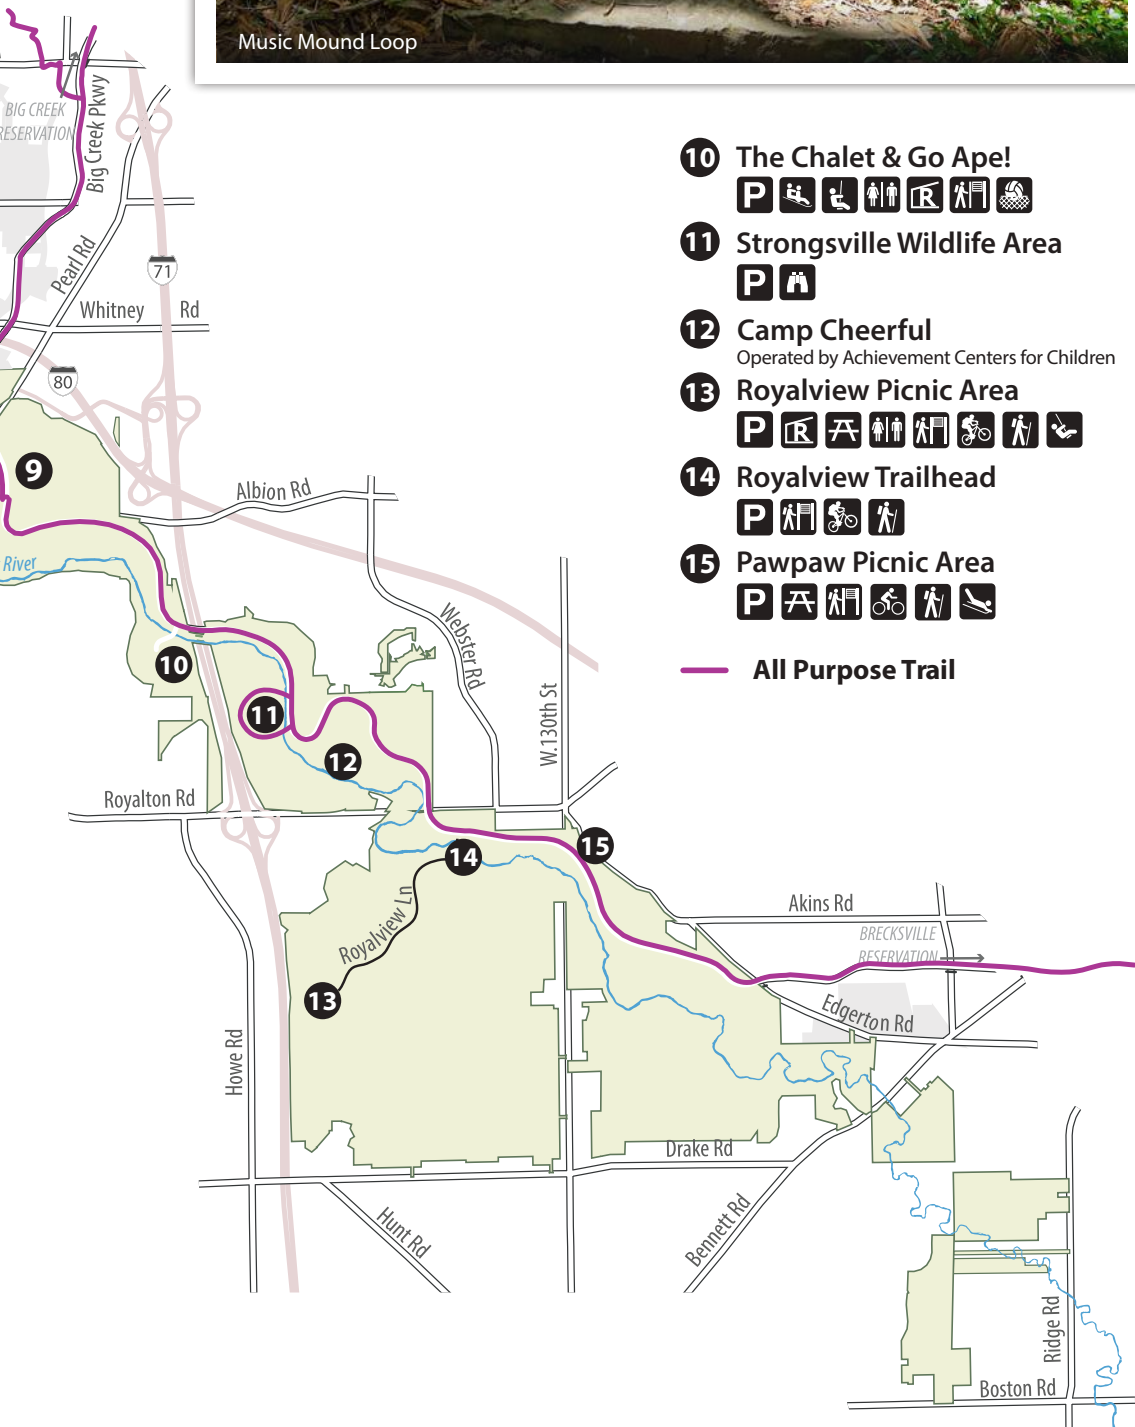 Music Mound Loop
BIG CREEK
RESERVATION
Big Creek Pkwy
Pearl Rd
71
Whitney Rd
80
9
River
Albion Rd
Webster Rd
W.130th St
10
11
12
Royalton Rd
14
15
Royalview Ln
13
Akins Rd
BRECKSVILLE
RESERVATION
Edgerton Rd
Howe Rd
Drake Rd
Hunt Rd
Bennett Rd
Ridge Rd
Boston Rd
10 The Chalet & Go Ape!
P R
11 Strongsville Wildlife Area
P
12 Camp Cheerful
Operated by Achievement Centers for Children
13 Royalview Picnic Area
P R
14 Royalview Trailhead
P
15 Pawpaw Picnic Area
P
All Purpose Trail